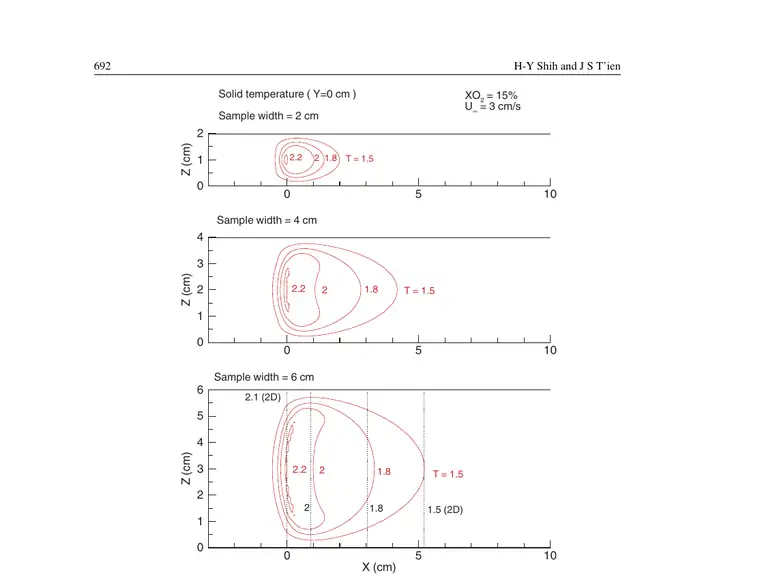 692 H-Y Shih and J S T'ien
Solid temperature ( Y=0 cm ) XO2 = 15%
U∞ = 3 cm/s
Sample width = 2 cm
2
1
0
Z (cm)
2.2 2 1.8 T = 1.5
0 5 10
Sample width = 4 cm
4
3
2
1
0
Z (cm)
2.2 2 1.8 T = 1.5
0 5 10
Sample width = 6 cm
6
5
4
3
2
1
0
Z (cm)
2.1 (2D)
2.2 2 1.8 T = 1.5
2 1.8 1.5 (2D)
0 5 10
X (cm)